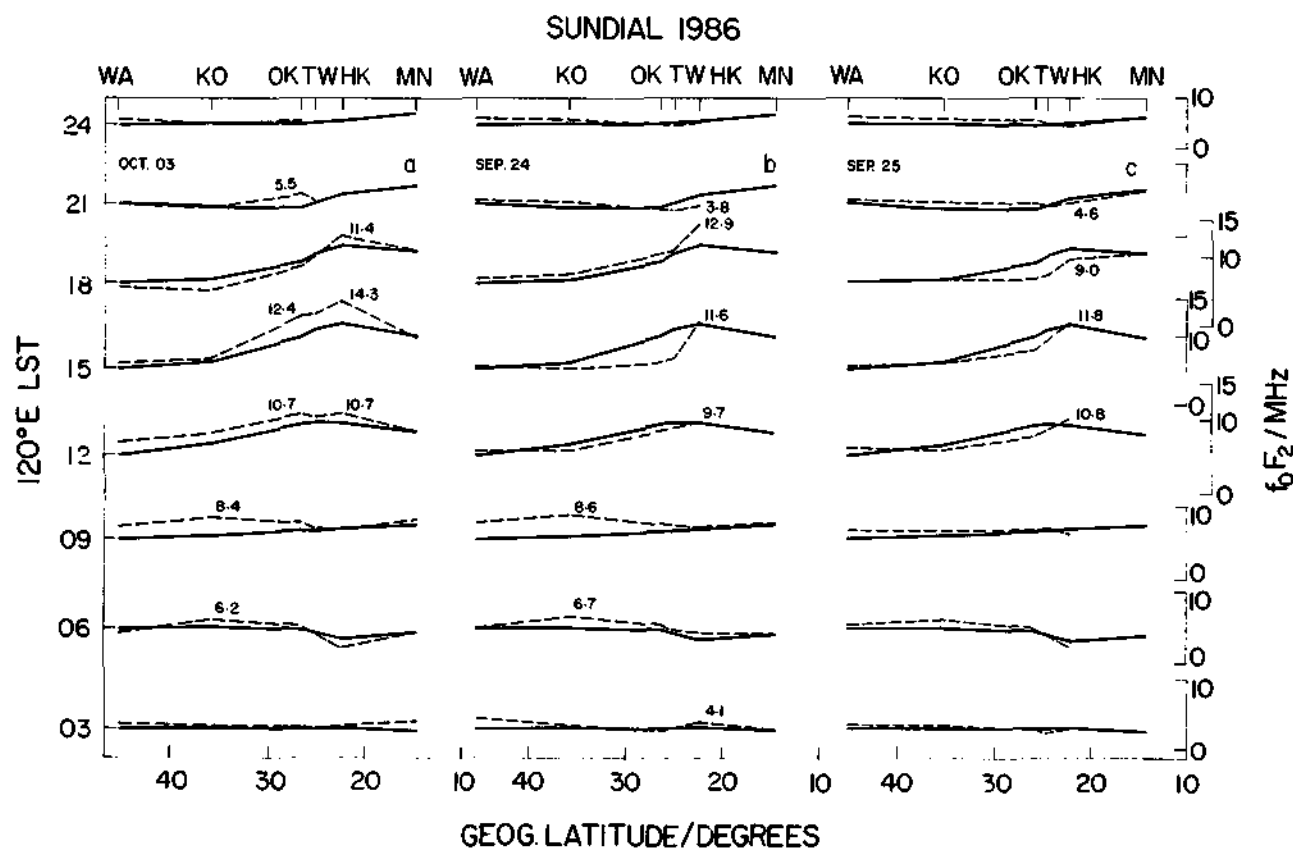 SUNDIAL 1986
WA KO OK TW HK MN WA KO OK TW HK MN WA KO OK TW HK MN
24 10
0
OCT. 03 a SEP. 24 b SEP. 25 c
21 5.5 3.8 4.6
18 11.4 12.9 9.0 15
10
0
15 12.4 14.3 11.6 11.8 15
10
0
12 10.7 10.7 9.7 10.8 15
10
0
09 8.4 8.6 10
0
06 6.2 6.7 10
0
03 4.1 10
0
120°E LST
f₀F₂/MHz
40 30 20 10 40 30 20 10 40 30 20 10
GEOG. LATITUDE/DEGREES